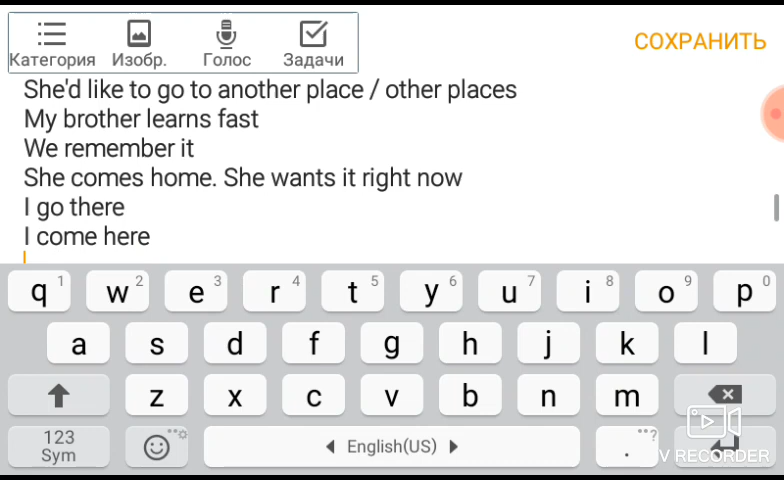 Категория Изобр. Голос Задачи
СОХРАНИТЬ
She'd like to go to another place / other places
My brother learns fast
We remember it
She comes home. She wants it right now
I go there
I come here
q 1 w 2 e 3 r 4 t 5 y 6 u 7 i 8 o 9 p 0
a s d f g h j k l
z x c v b n m
123 Sym English(US) . ?
V RECORDER